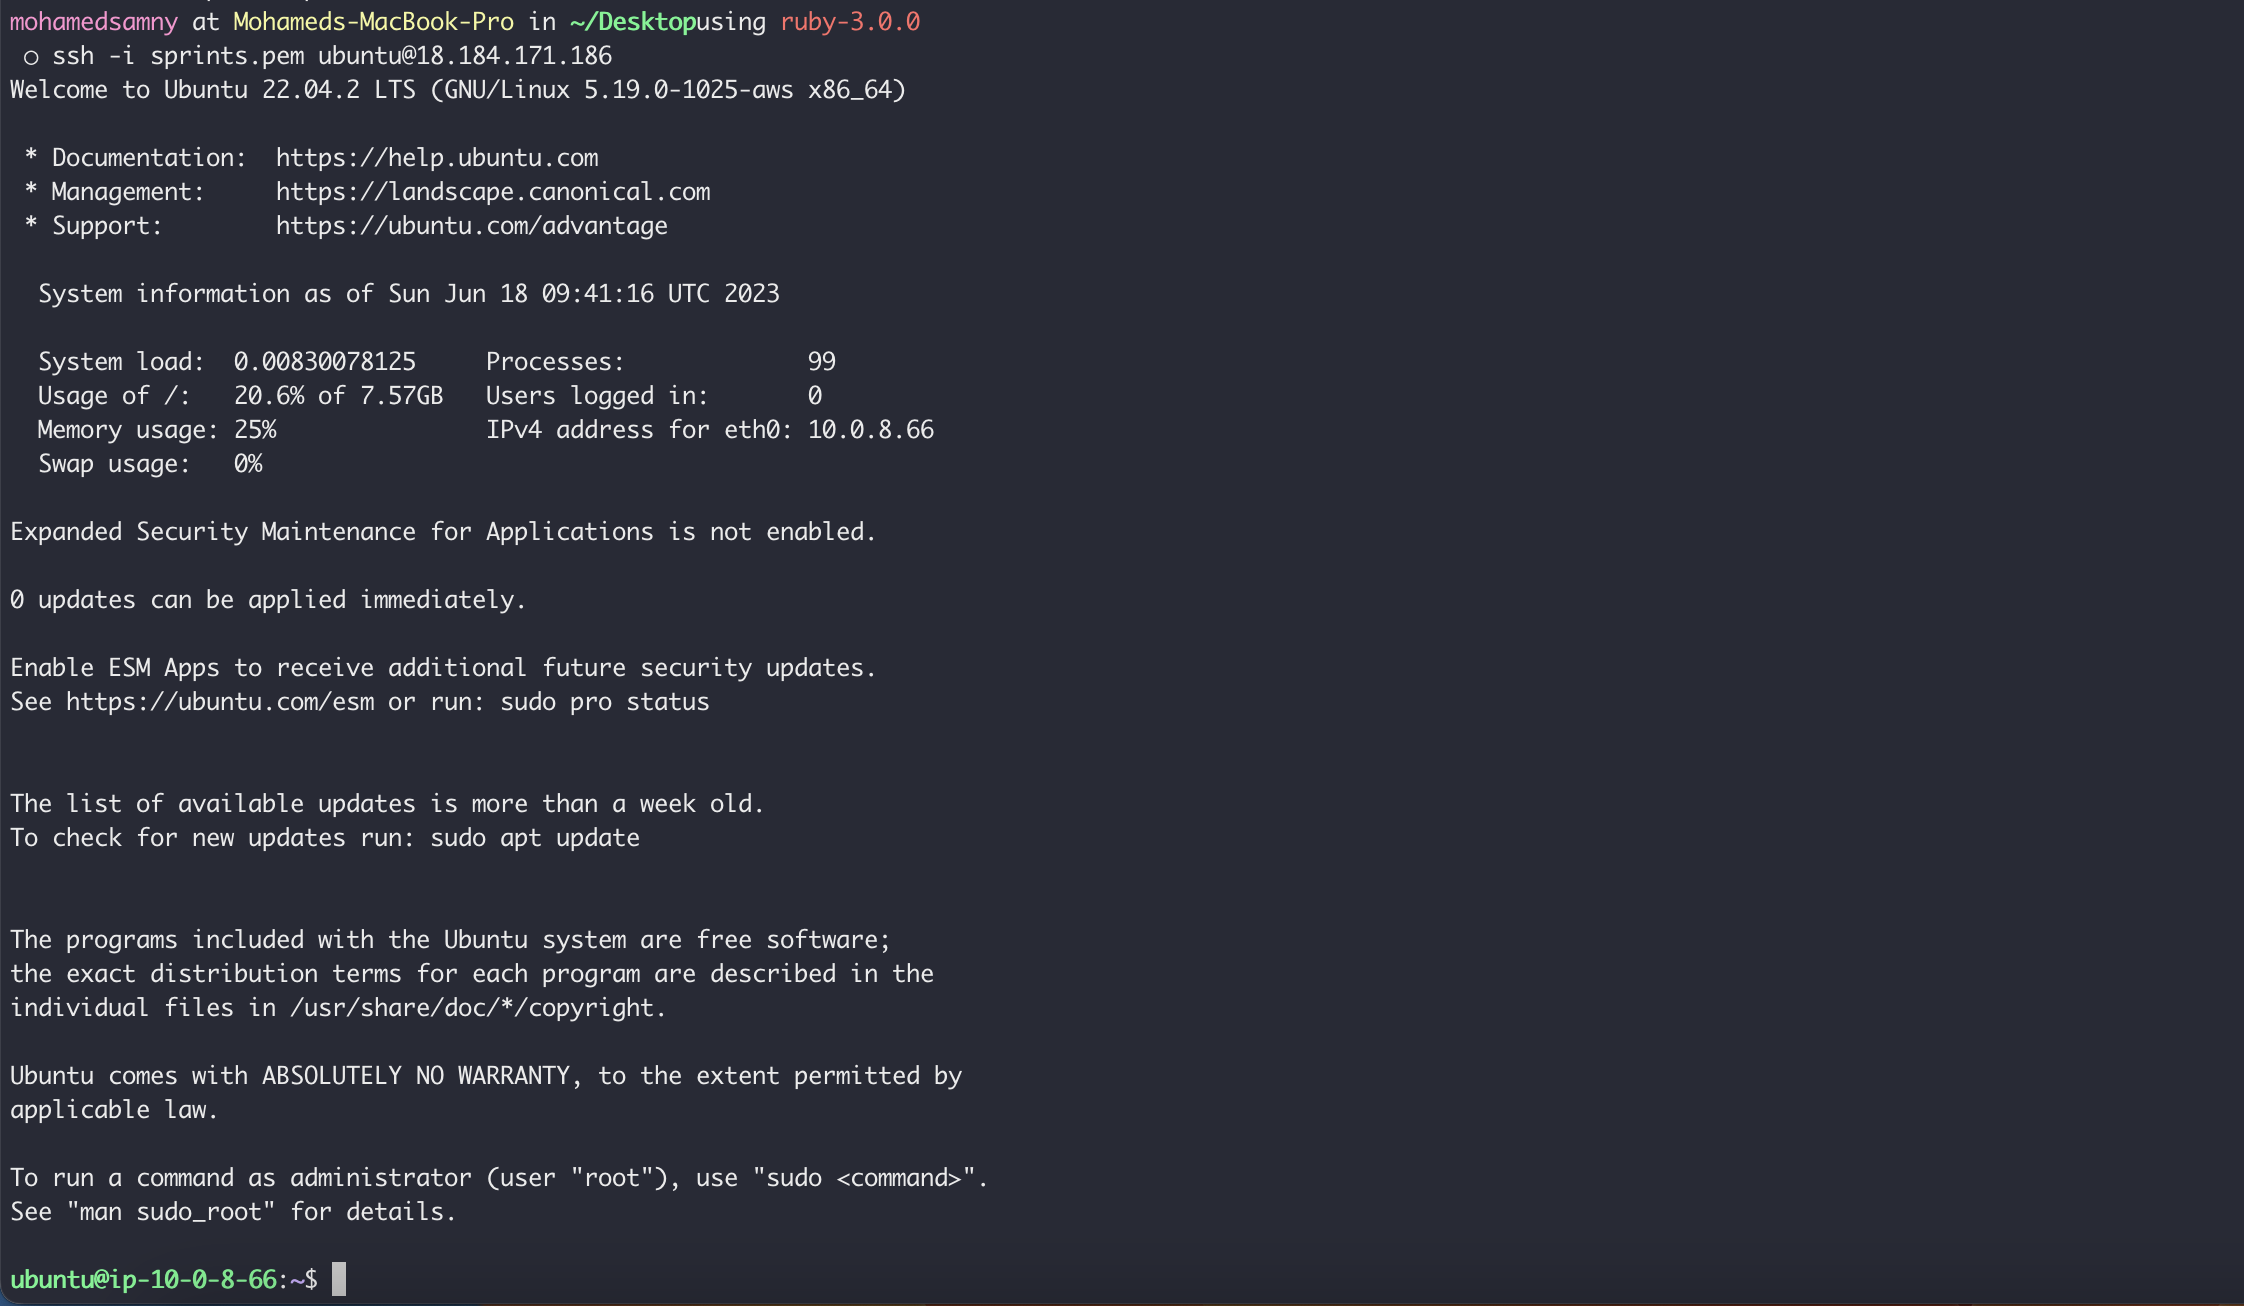 mohamedsamny at Mohameds-MacBook-Pro in ~/Desktopusing ruby-3.0.0
○ ssh -i sprints.pem ubuntu@18.184.171.186
Welcome to Ubuntu 22.04.2 LTS (GNU/Linux 5.19.0-1025-aws x86_64)
* Documentation:  https://help.ubuntu.com
* Management:     https://landscape.canonical.com
* Support:        https://ubuntu.com/advantage
System information as of Sun Jun 18 09:41:16 UTC 2023
System load:  0.00830078125     Processes:             99
Usage of /:   20.6% of 7.57GB   Users logged in:       0
Memory usage: 25%               IPv4 address for eth0: 10.0.8.66
Swap usage:   0%
Expanded Security Maintenance for Applications is not enabled.
0 updates can be applied immediately.
Enable ESM Apps to receive additional future security updates.
See https://ubuntu.com/esm or run: sudo pro status
The list of available updates is more than a week old.
To check for new updates run: sudo apt update
The programs included with the Ubuntu system are free software;
the exact distribution terms for each program are described in the
individual files in /usr/share/doc/*/copyright.
Ubuntu comes with ABSOLUTELY NO WARRANTY, to the extent permitted by
applicable law.
To run a command as administrator (user "root"), use "sudo <command>".
See "man sudo_root" for details.
ubuntu@ip-10-0-8-66:~$